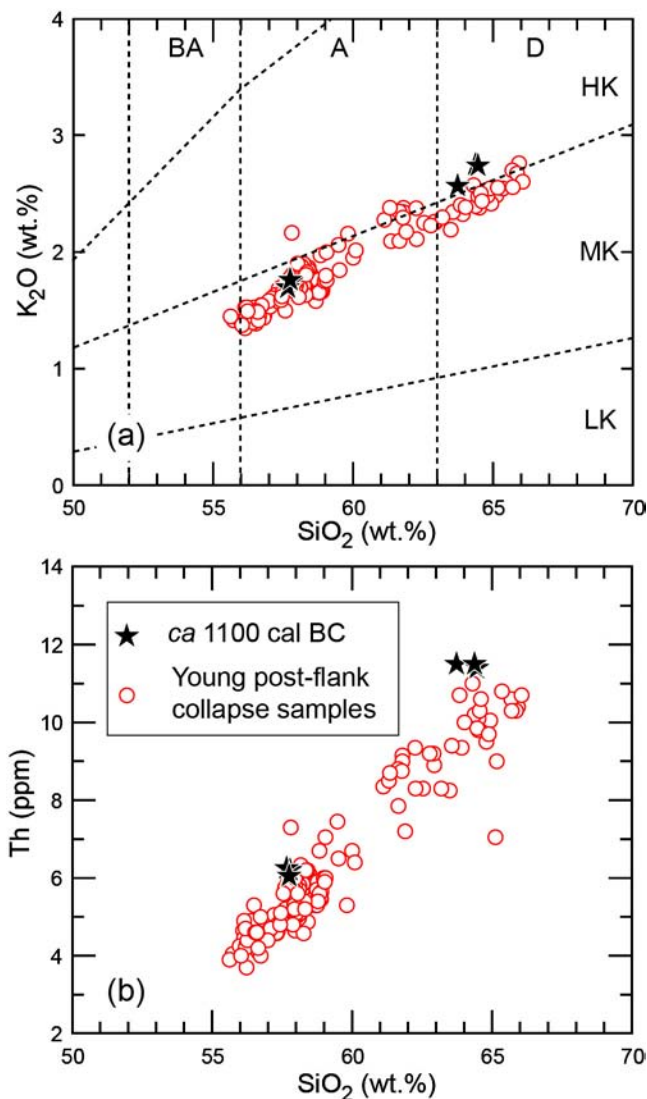 4
BA
A
D
HK
3
K₂O (wt.%)
2
MK
1
(a)
LK
0
50
55
60
65
70
SiO₂ (wt.%)
14
12
★ ca 1100 cal BC
○ Young post-flank
collapse samples
10
Th (ppm)
8
6
4
(b)
2
50
55
60
65
70
SiO₂ (wt.%)